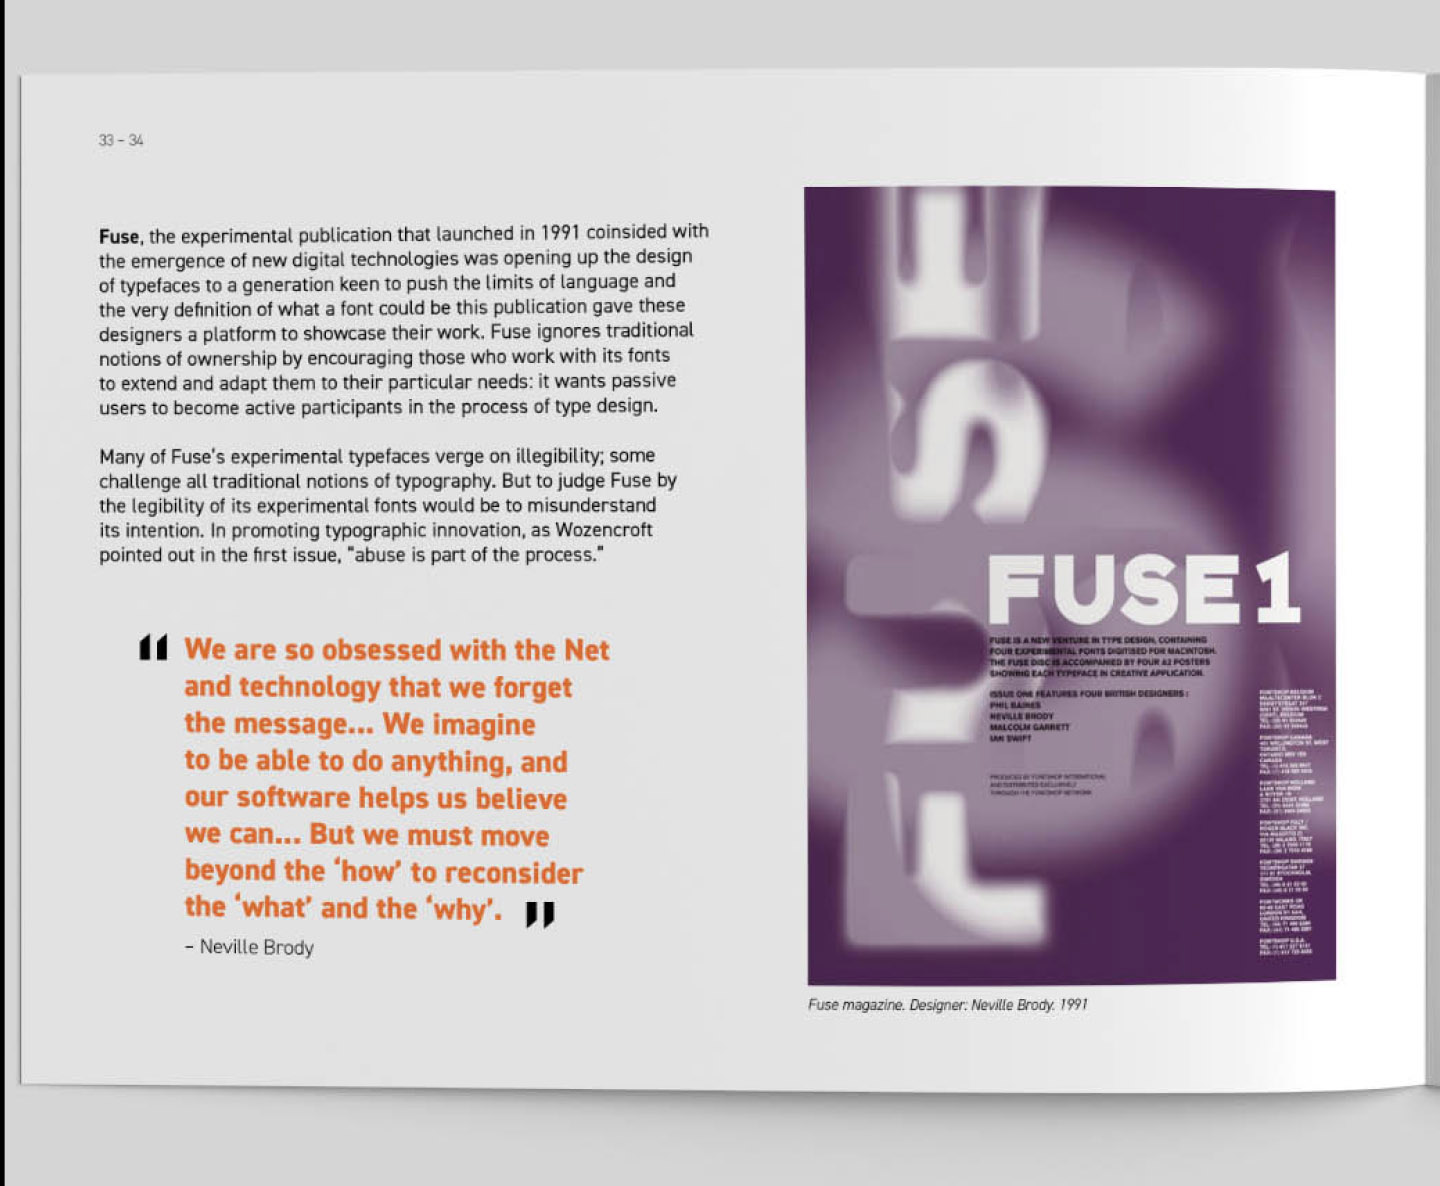 33 – 34
Fuse, the experimental publication that launched in 1991 coinsided with
the emergence of new digital technologies was opening up the design
of typefaces to a generation keen to push the limits of language and
the very definition of what a font could be this publication gave these
designers a platform to showcase their work. Fuse ignores traditional
notions of ownership by encouraging those who work with its fonts
to extend and adapt them to their particular needs: it wants passive
users to become active participants in the process of type design.
Many of Fuse's experimental typefaces verge on illegibility; some
challenge all traditional notions of typography. But to judge Fuse by
the legibility of its experimental fonts would be to misunderstand
its intention. In promoting typographic innovation, as Wozencroft
pointed out in the first issue, "abuse is part of the process."
" We are so obsessed with the Net
and technology that we forget
the message... We imagine
to be able to do anything, and
our software helps us believe
we can... But we must move
beyond the 'how' to reconsider
the 'what' and the 'why'. "
– Neville Brody
FUSE
FUSE 1
FUSE IS A NEW VENTURE IN TYPE DESIGN, CONTAINING
FOUR EXPERIMENTAL FONTS DIGITISED FOR MACINTOSH.
THE FUSE DISC IS ACCOMPANIED BY FOUR A2 POSTERS
SHOWING EACH TYPEFACE IN CREATIVE APPLICATION.
ISSUE ONE FEATURES FOUR BRITISH DESIGNERS :
PHIL BAINES
NEVILLE BRODY
MALCOLM GARRETT
IAN SWIFT
PRODUCED BY FONTSHOP INTERNATIONAL
AND DISTRIBUTED EXCLUSIVELY
THROUGH THE FONTSHOP NETWORK
FONTSHOP BELGIUM
FONTSHOP CANADA
FONTSHOP HOLLAND
FONTSHOP ITALY
FONTSHOP SWEDEN
FONTWORKS UK
FONTSHOP U.S.A.
Fuse magazine. Designer: Neville Brody. 1991